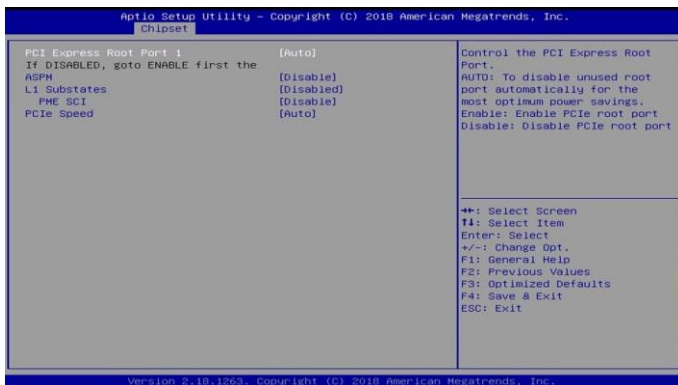 Aptio Setup Utility – Copyright (C) 2018 American Megatrends, Inc.
Chipset
PCI Express Root Port 1 [Auto]
If DISABLED, goto ENABLE first the
ASPM [Disable]
L1 Substates [Disabled]
PME SCI [Disable]
PCIe Speed [Auto]
Control the PCI Express Root
Port.
AUTO: To disable unused root
port automatically for the
most optimum power savings.
Enable: Enable PCIe root port
Disable: Disable PCIe root port
→←: Select Screen
↑↓: Select Item
Enter: Select
+/-: Change Opt.
F1: General Help
F2: Previous Values
F3: Optimized Defaults
F4: Save & Exit
ESC: Exit
Version 2.18.1263. Copyright (C) 2018 American Megatrends, Inc.